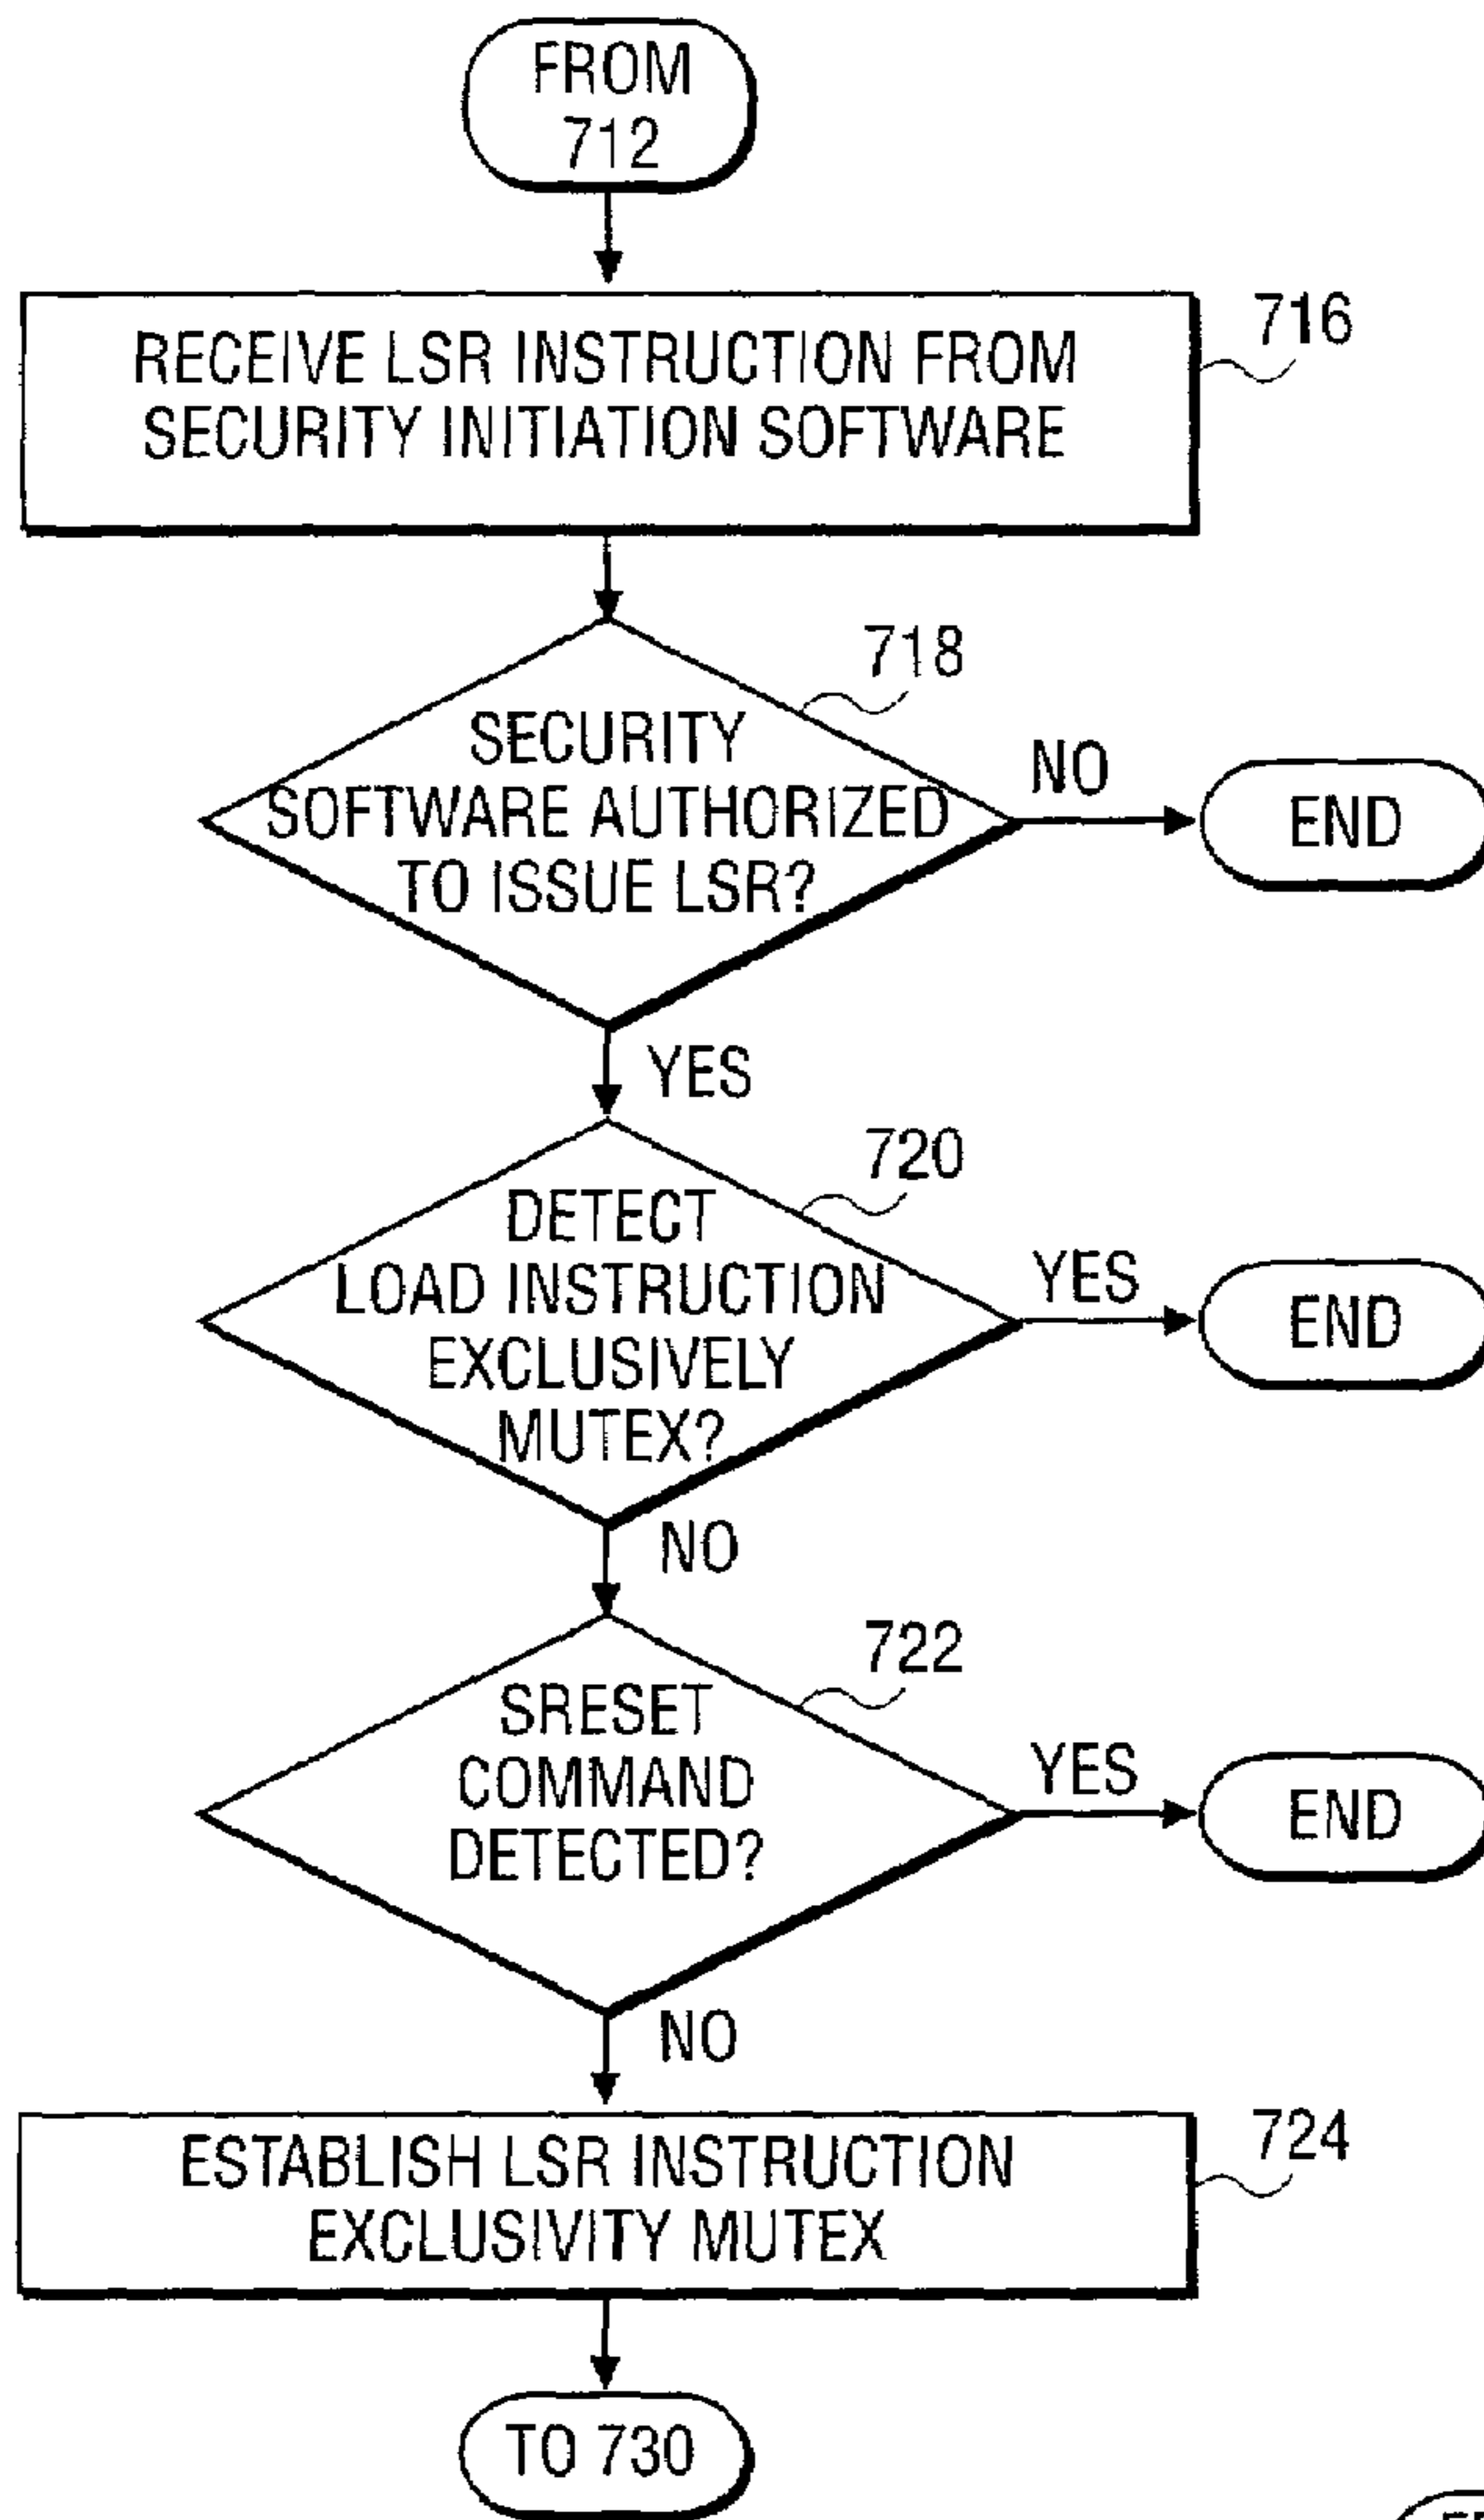 FROM
712
716
RECEIVE LSR INSTRUCTION FROM
SECURITY INITIATION SOFTWARE
718
SECURITY
SOFTWARE AUTHORIZED
TO ISSUE LSR?
NO
END
YES
720
DETECT
LOAD INSTRUCTION
EXCLUSIVELY
MUTEX?
YES
END
NO
722
SRESET
COMMAND
DETECTED?
YES
END
NO
724
ESTABLISH LSR INSTRUCTION
EXCLUSIVITY MUTEX
TO 730